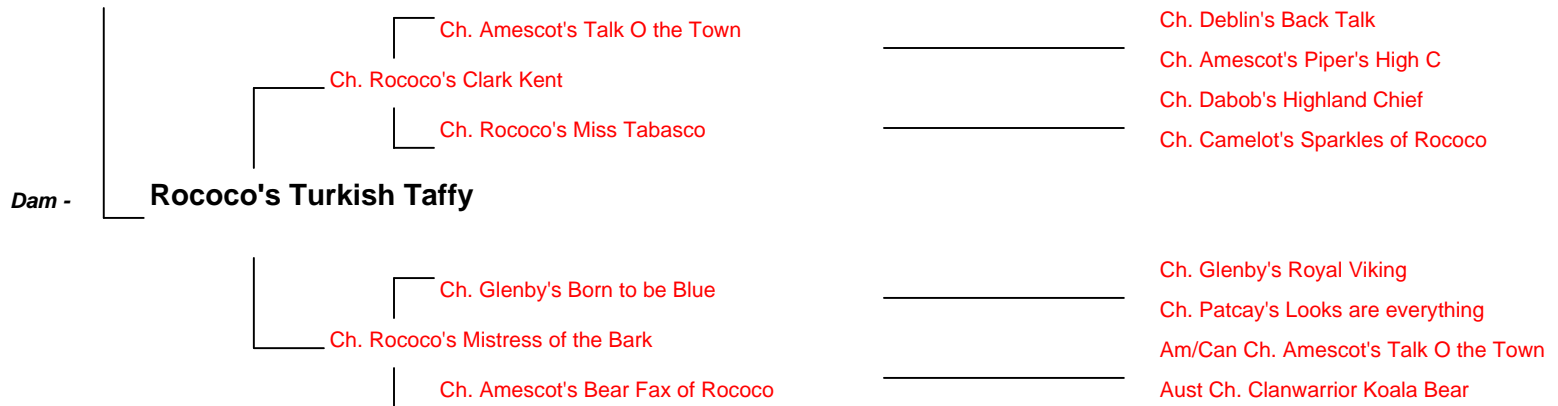 Ch. Deblin's Back Talk
Ch. Amescot's Talk O the Town
Ch. Amescot's Piper's High C
Ch. Rococo's Clark Kent
Ch. Dabob's Highland Chief
Ch. Rococo's Miss Tabasco
Ch. Camelot's Sparkles of Rococo
Dam - Rococo's Turkish Taffy
Ch. Glenby's Royal Viking
Ch. Glenby's Born to be Blue
Ch. Patcay's Looks are everything
Ch. Rococo's Mistress of the Bark
Am/Can Ch. Amescot's Talk O the Town
Ch. Amescot's Bear Fax of Rococo
Aust Ch. Clanwarrior Koala Bear